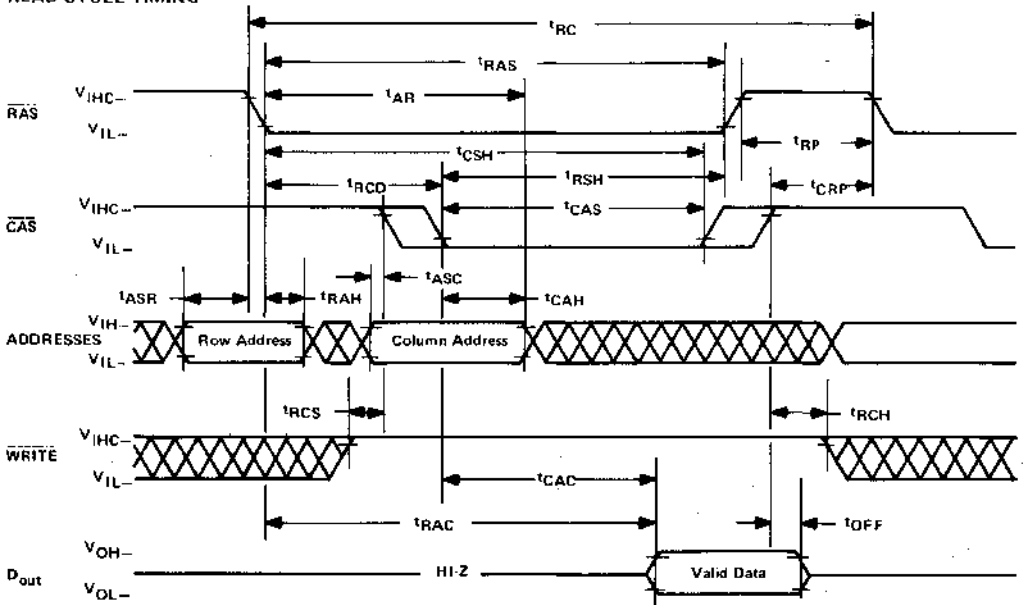 READ CYCLE TIMING
tRC
tRAS
tAR
RAS
VIHC
VIL
tRP
tCSH
tRCD
tRSH
tCRP
CAS
VIHC
VIL
tCAS
tASC
tASR
tRAH
tCAH
ADDRESSES
VIH
VIL
Row Address
Column Address
tRCS
tRCH
WRITE
VIHC
VIL
tCAC
tRAC
tOFF
Dout
VOH
VOL
HI-Z
Valid Data